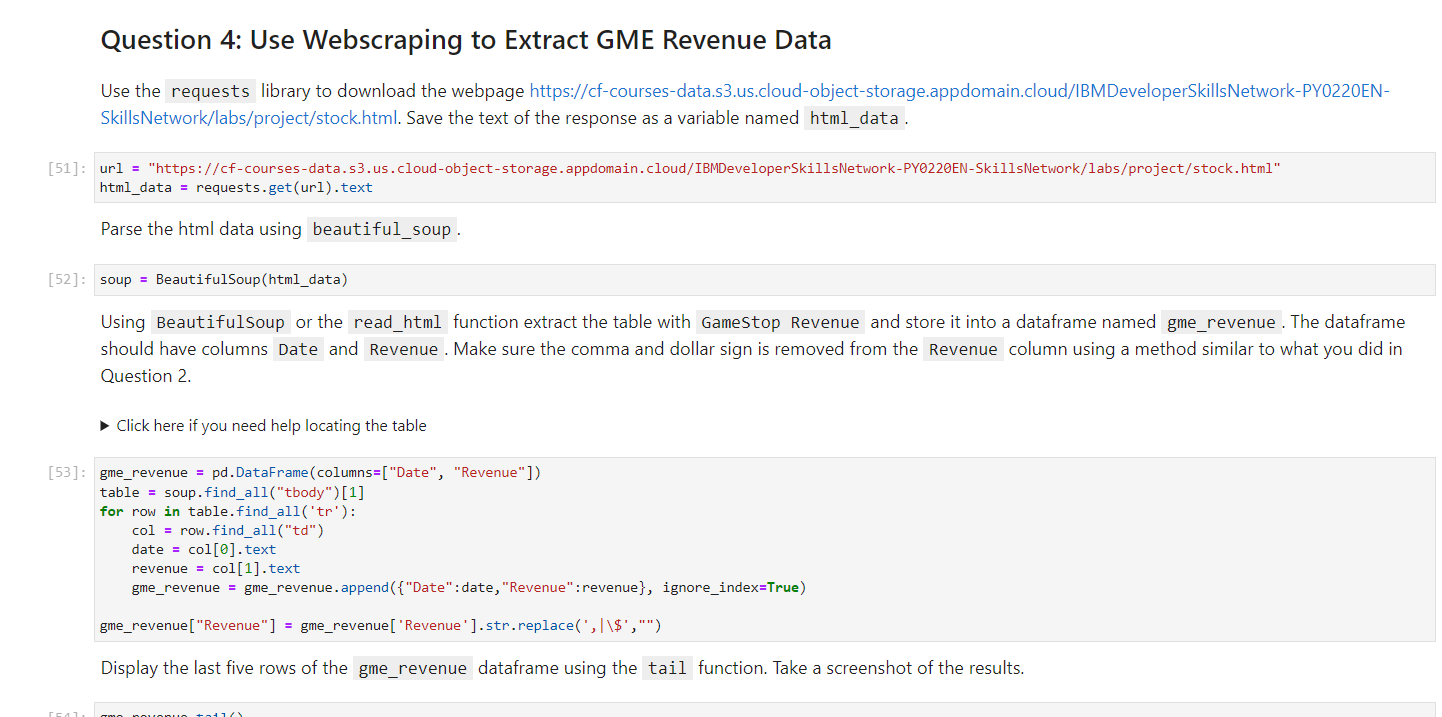 Question 4: Use Webscraping to Extract GME Revenue Data
Use the requests library to download the webpage https://cf-courses-data.s3.us.cloud-object-storage.appdomain.cloud/IBMDeveloperSkillsNetwork-PY0220EN-
SkillsNetwork/labs/project/stock.html. Save the text of the response as a variable named html_data.
[51]: url = "https://cf-courses-data.s3.us.cloud-object-storage.appdomain.cloud/IBMDeveloperSkillsNetwork-PY0220EN-SkillsNetwork/labs/project/stock.html"
html_data = requests.get(url).text
Parse the html data using beautiful_soup.
[52]: soup = BeautifulSoup(html_data)
Using BeautifulSoup or the read_html function extract the table with GameStop Revenue and store it into a dataframe named gme_revenue. The dataframe
should have columns Date and Revenue. Make sure the comma and dollar sign is removed from the Revenue column using a method similar to what you did in
Question 2.
▶ Click here if you need help locating the table
[53]: gme_revenue = pd.DataFrame(columns=["Date", "Revenue"])
table = soup.find_all("tbody")[1]
for row in table.find_all('tr'):
    col = row.find_all("td")
    date = col[0].text
    revenue = col[1].text
    gme_revenue = gme_revenue.append({"Date":date,"Revenue":revenue}, ignore_index=True)
gme_revenue["Revenue"] = gme_revenue['Revenue'].str.replace(',|\$',"")
Display the last five rows of the gme_revenue dataframe using the tail function. Take a screenshot of the results.
[54]: gme_revenue.tail()